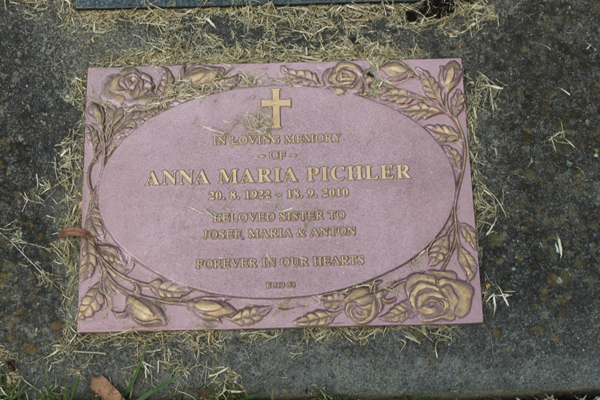 IN LOVING MEMORY
~ OF ~
ANNA MARIA PICHLER
20. 8. 1922 ~ 18. 9. 2010
BELOVED SISTER TO
JOSEF, MARIA & ANTON
FOREVER IN OUR HEARTS